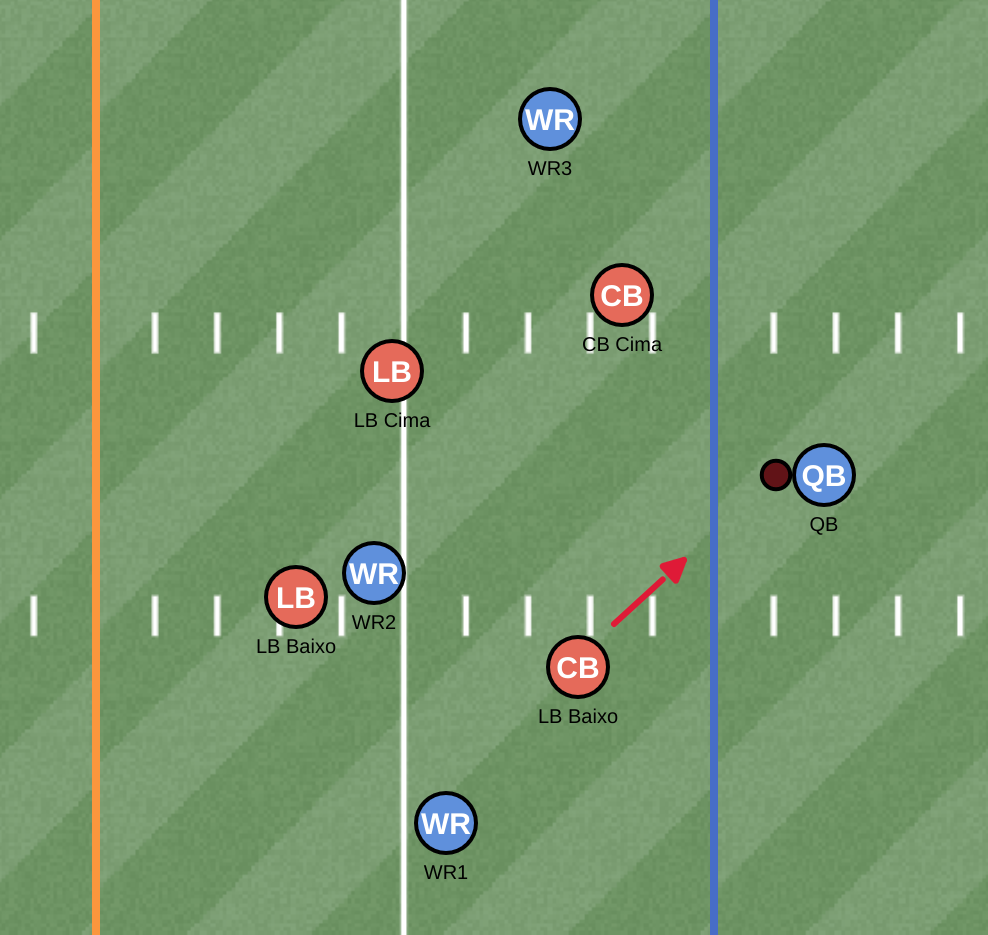 WR
WR3
CB
CB Cima
LB
LB Cima
QB
QB
WR
WR2
LB
LB Baixo
CB
LB Baixo
WR
WR1